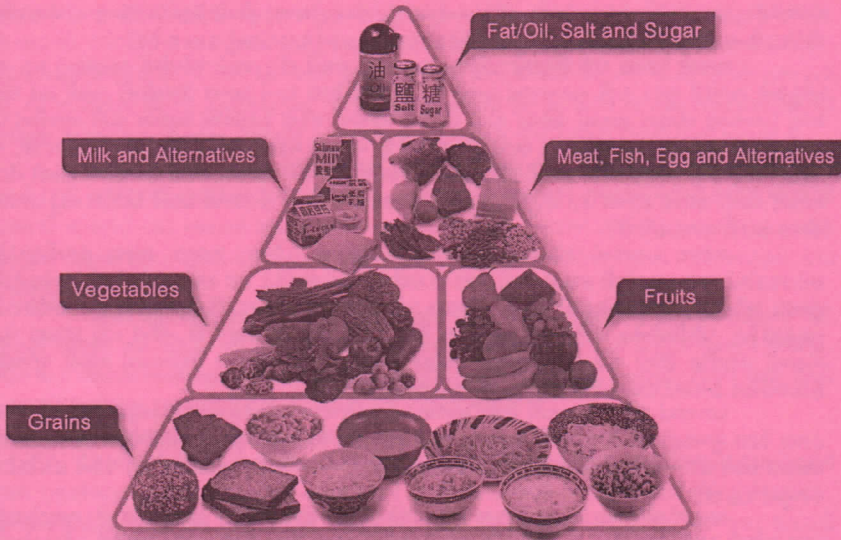 Fat/Oil, Salt and Sugar
油
Oil
鹽
Salt
糖
Sugar
Milk and Alternatives
Meat, Fish, Egg and Alternatives
Vegetables
Fruits
Grains